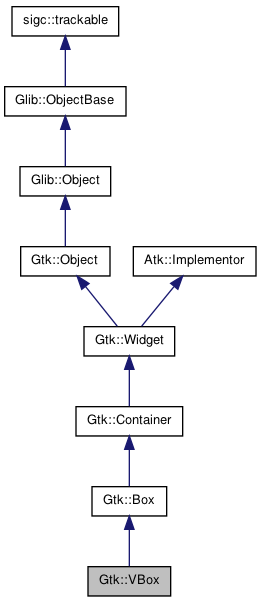 sigc::trackable
Glib::ObjectBase
Glib::Object
Gtk::Object
Atk::Implementor
Gtk::Widget
Gtk::Container
Gtk::Box
Gtk::VBox